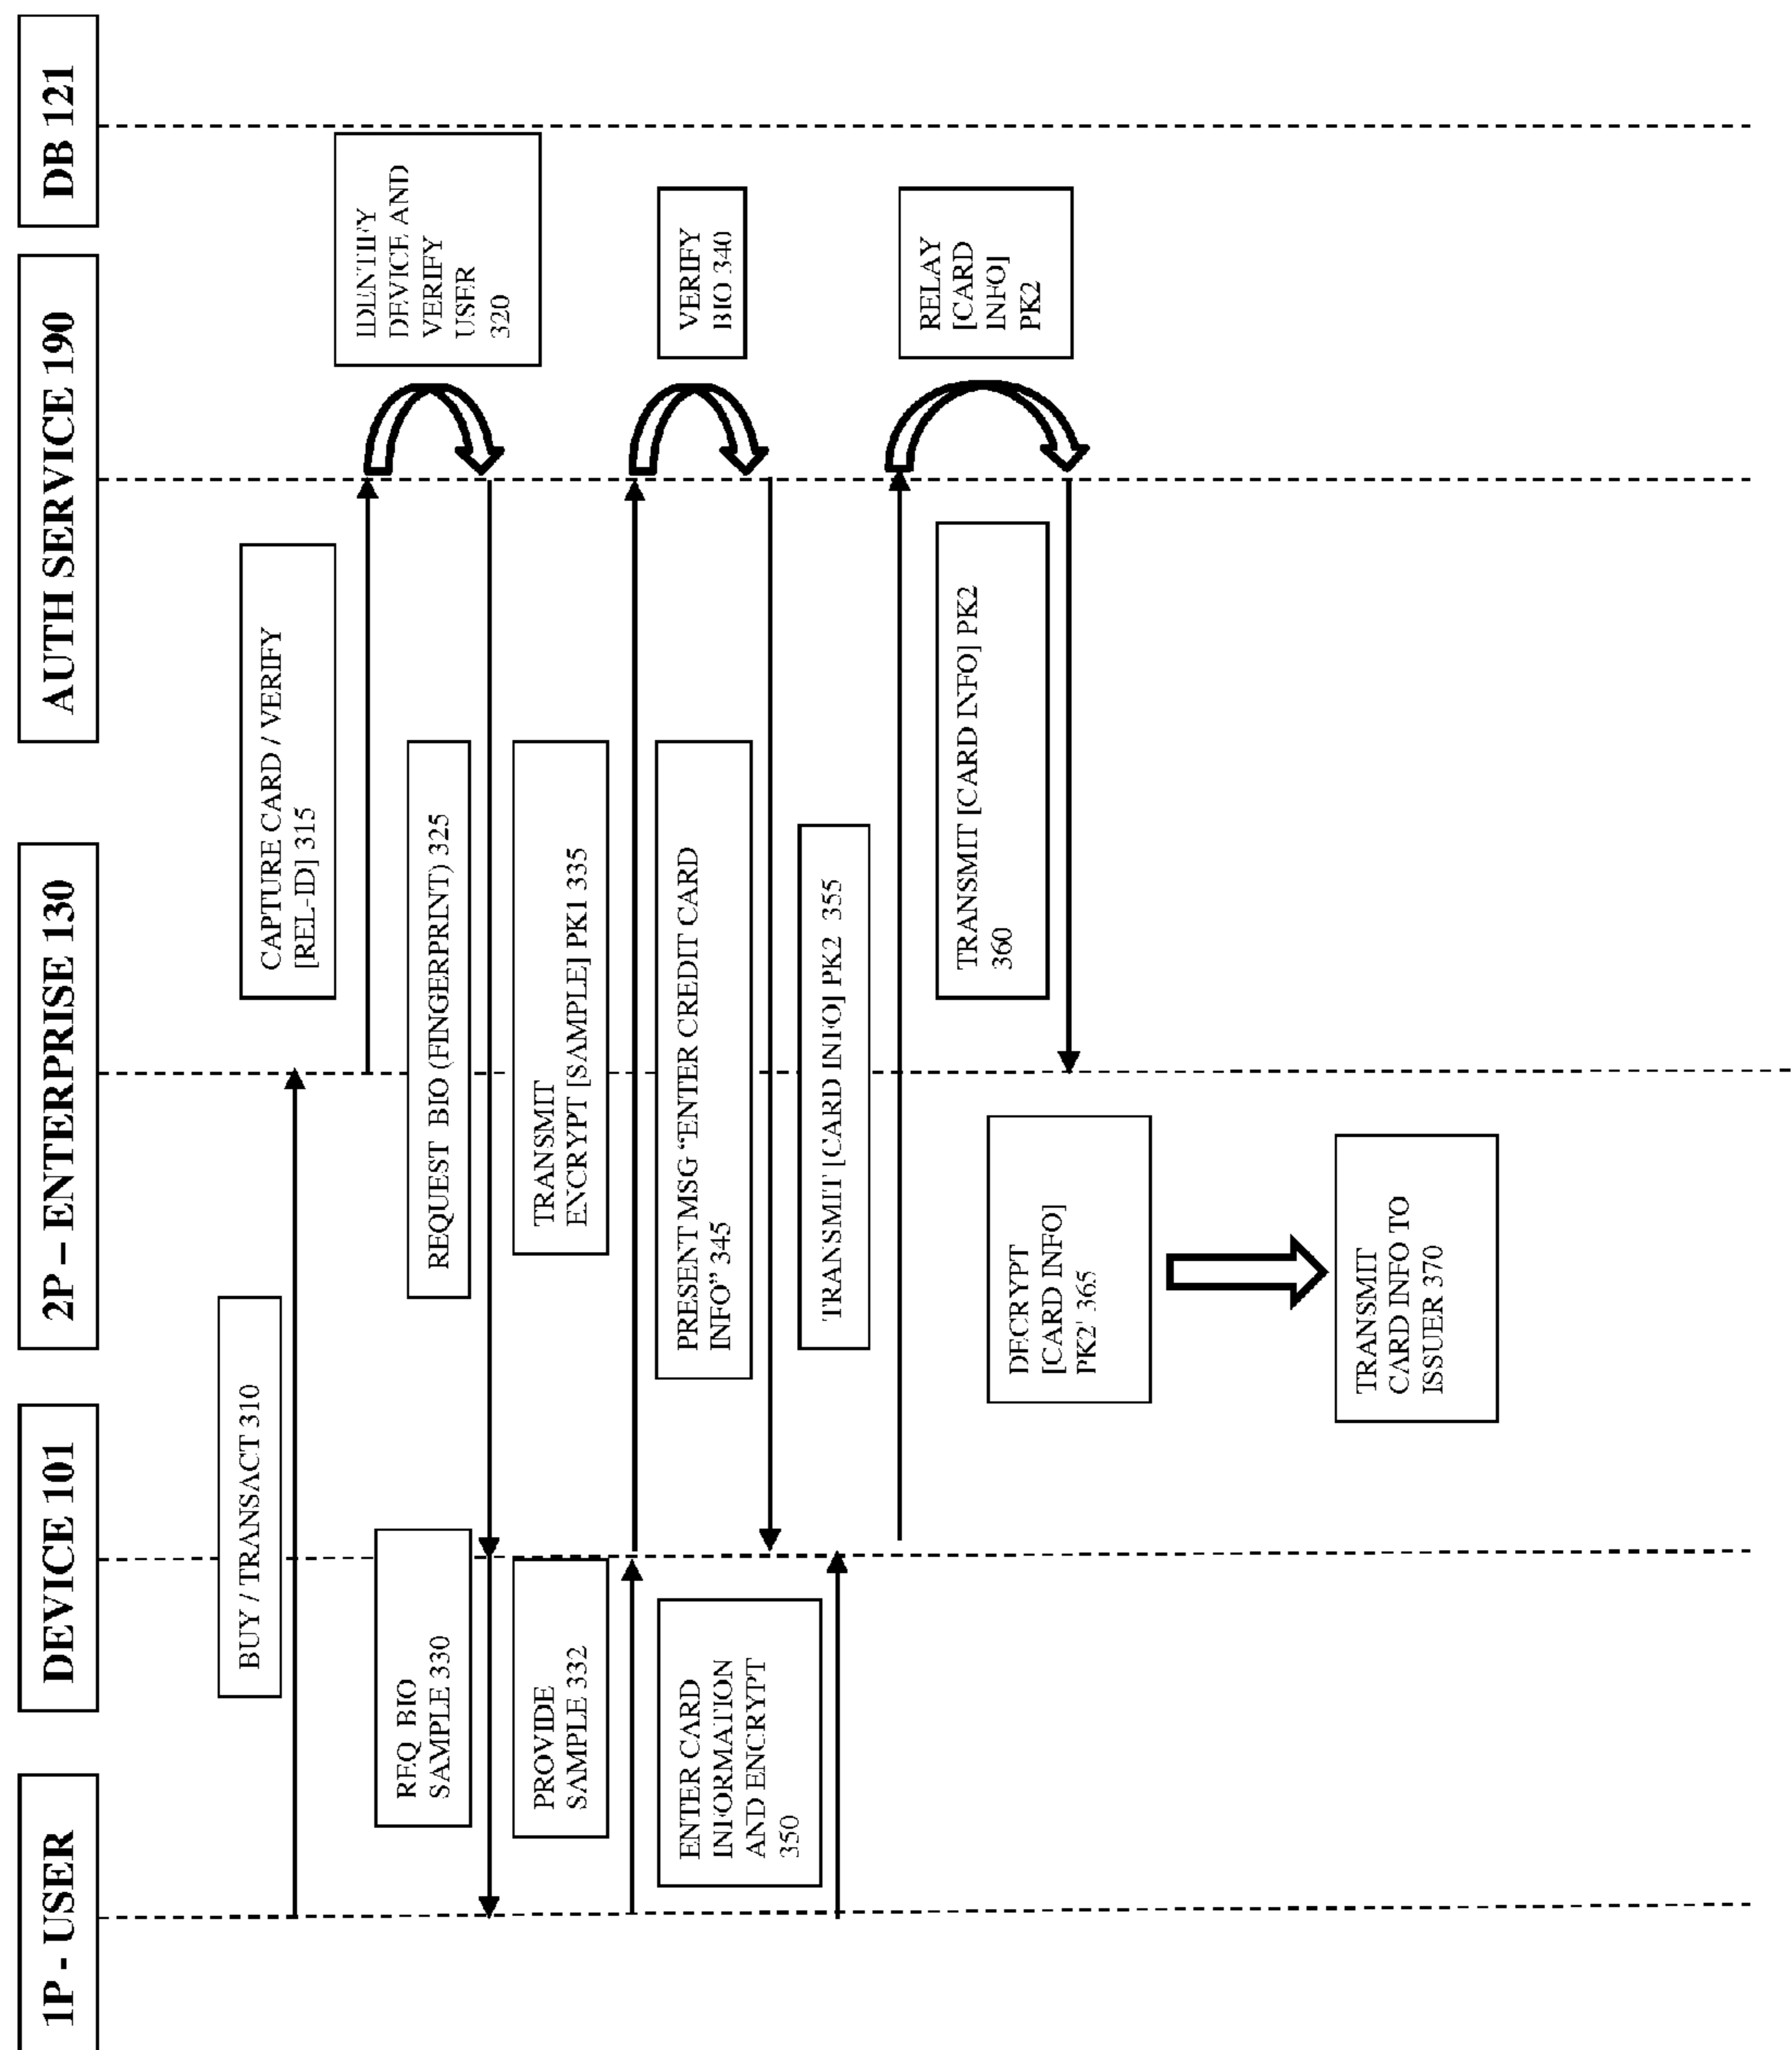 1P - USER
DEVICE 101
2P – ENTERPRISE 130
AUTH SERVICE 190
DB 121
BUY / TRANSACT 310
CAPTURE CARD / VERIFY
[REL-ID] 315
IDENTIFY
DEVICE AND
VERIFY
USER
320
REQUEST BIO (FINGERPRINT) 325
REQ BIO
SAMPLE 330
PROVIDE
SAMPLE 332
TRANSMIT
ENCRYPT [SAMPLE] PK1 335
VERIFY
BIO 340
PRESENT MSG “ENTER CREDIT CARD
INFO” 345
ENTER CARD
INFORMATION
AND ENCRYPT
350
TRANSMIT [CARD INFO] PK2 355
RELAY
[CARD
INFO]
PK2
TRANSMIT [CARD INFO] PK2
360
DECRYPT
[CARD INFO]
PK2' 365
TRANSMIT
CARD INFO TO
ISSUER 370